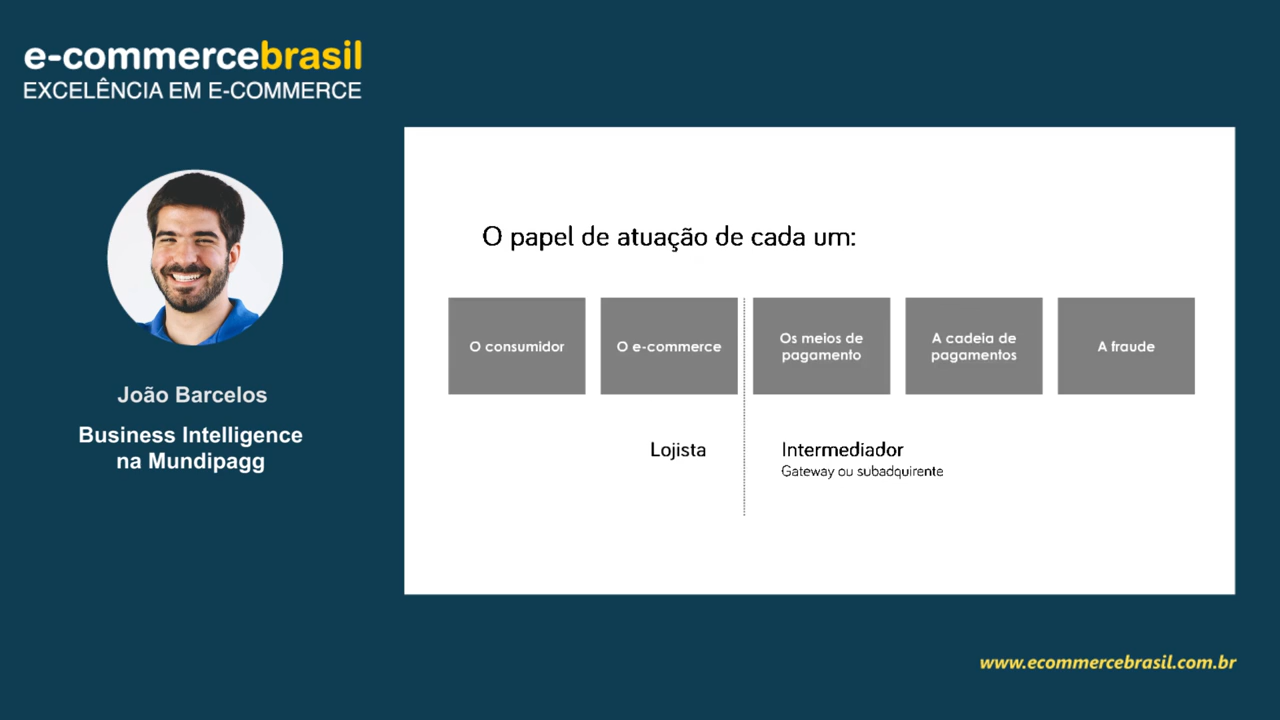 e-commercebrasil
EXCELÊNCIA EM E-COMMERCE
João Barcelos
Business Intelligence
na Mundipagg
O papel de atuação de cada um:
O consumidor
O e-commerce
Os meios de
pagamento
A cadeia de
pagamentos
A fraude
Lojista
Intermediador
Gateway ou subadquirente
www.ecommercebrasil.com.br